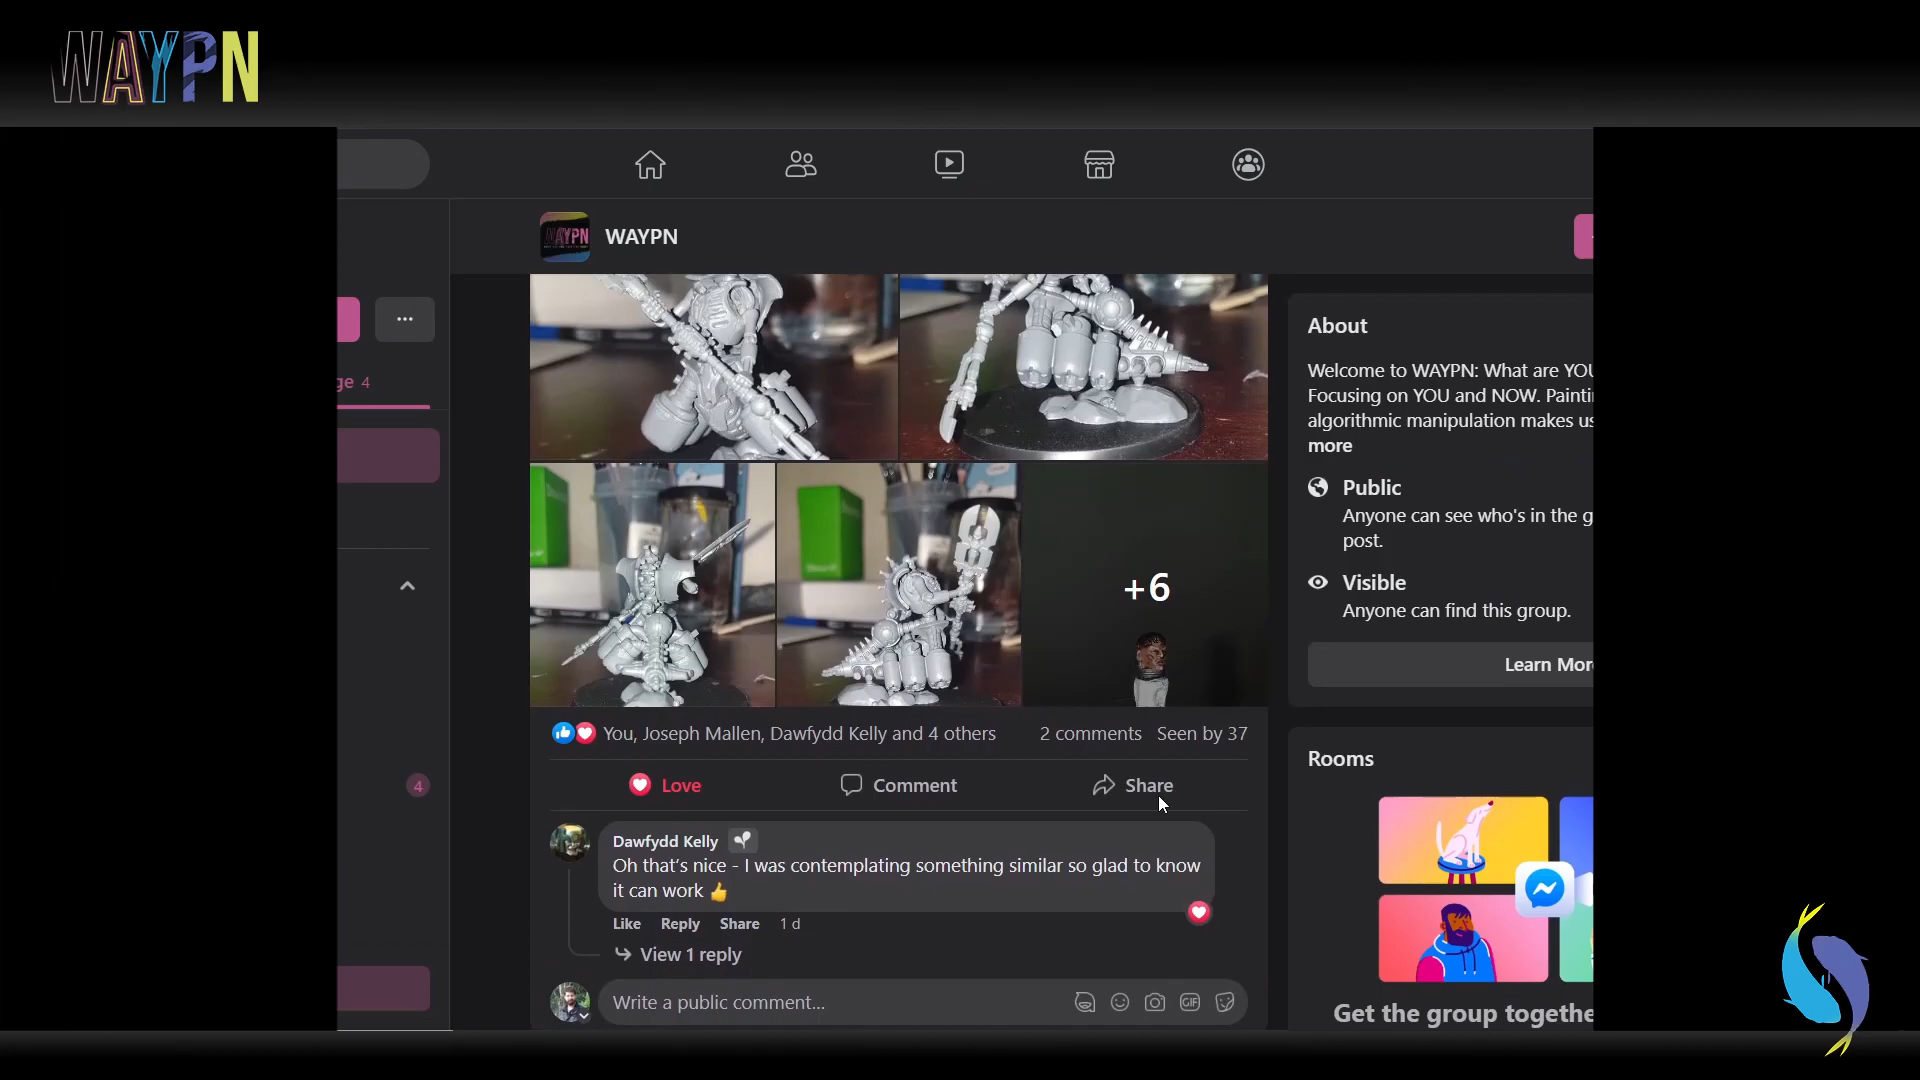 WAYPN
WAYPN
WAYPN
ge 4
About
Welcome to WAYPN: What are YOU
Focusing on YOU and NOW. Painti
algorithmic manipulation makes us
more
Public
Anyone can see who's in the g
post.
Visible
Anyone can find this group.
Learn More
+6
You, Joseph Mallen, Dawfydd Kelly and 4 others
2 comments Seen by 37
Rooms
Love
Comment
Share
4
Dawfydd Kelly
Oh that's nice - I was contemplating something similar so glad to know
it can work 👍
Like Reply Share 1 d
View 1 reply
Write a public comment...
GIF
Get the group togethe